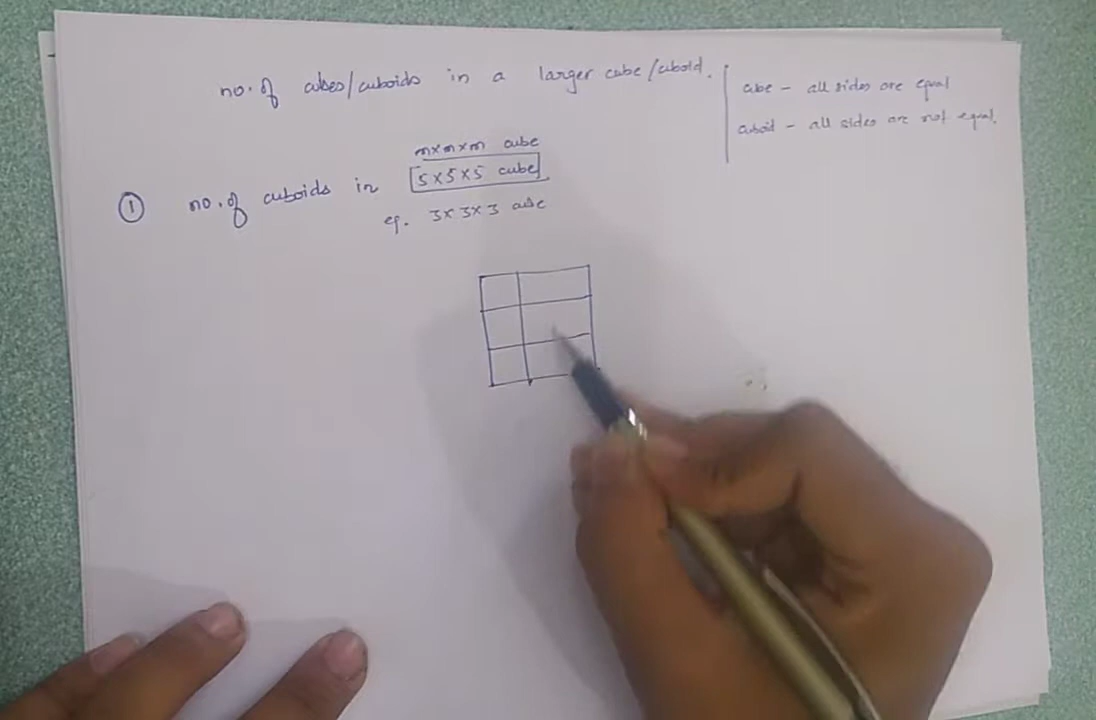 no. of cubes/cuboids in a larger cube/cuboid.
cube - all sides are equal
cuboid - all sides are not equal.
m×m×m cube
① no. of cuboids in 5×5×5 cube.
eg. 3×3×3 cube